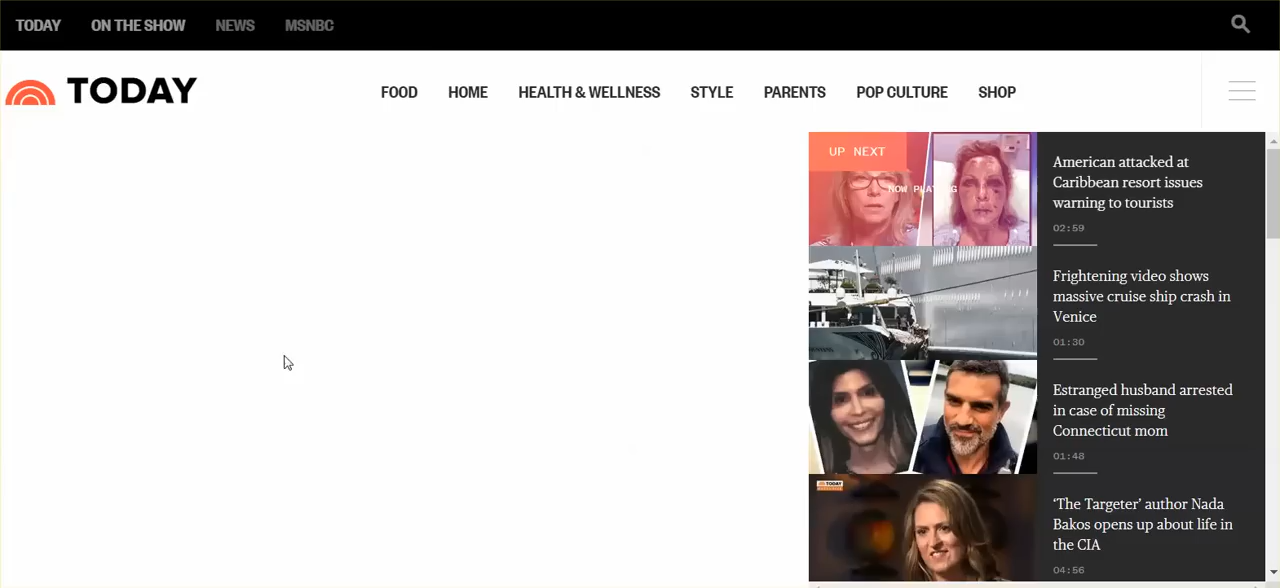 TODAY ON THE SHOW NEWS MSNBC
TODAY FOOD HOME HEALTH & WELLNESS STYLE PARENTS POP CULTURE SHOP
UP NEXT
NOW PLAYING
American attacked at
Caribbean resort issues
warning to tourists
02:59
Frightening video shows
massive cruise ship crash in
Venice
01:30
Estranged husband arrested
in case of missing
Connecticut mom
01:48
TODAY
‘The Targeter’ author Nada
Bakos opens up about life in
the CIA
04:56